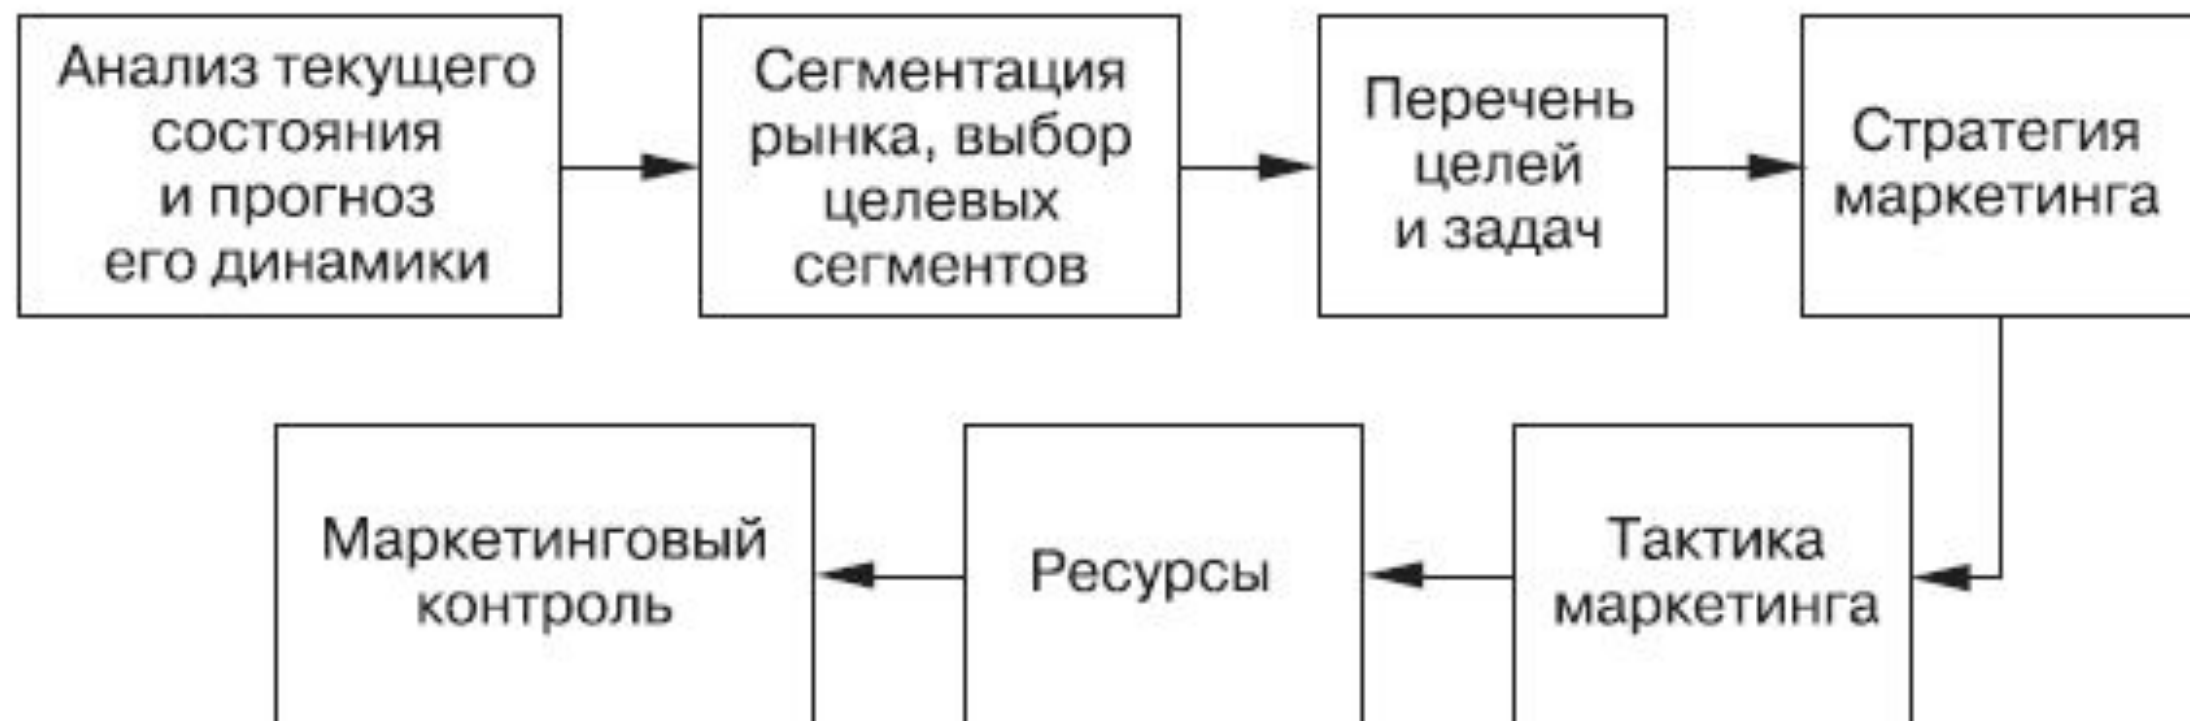 Анализ текущего
состояния
и прогноз
его динамики
Сегментация
рынка, выбор
целевых
сегментов
Перечень
целей
и задач
Стратегия
маркетинга
Маркетинговый
контроль
Ресурсы
Тактика
маркетинга